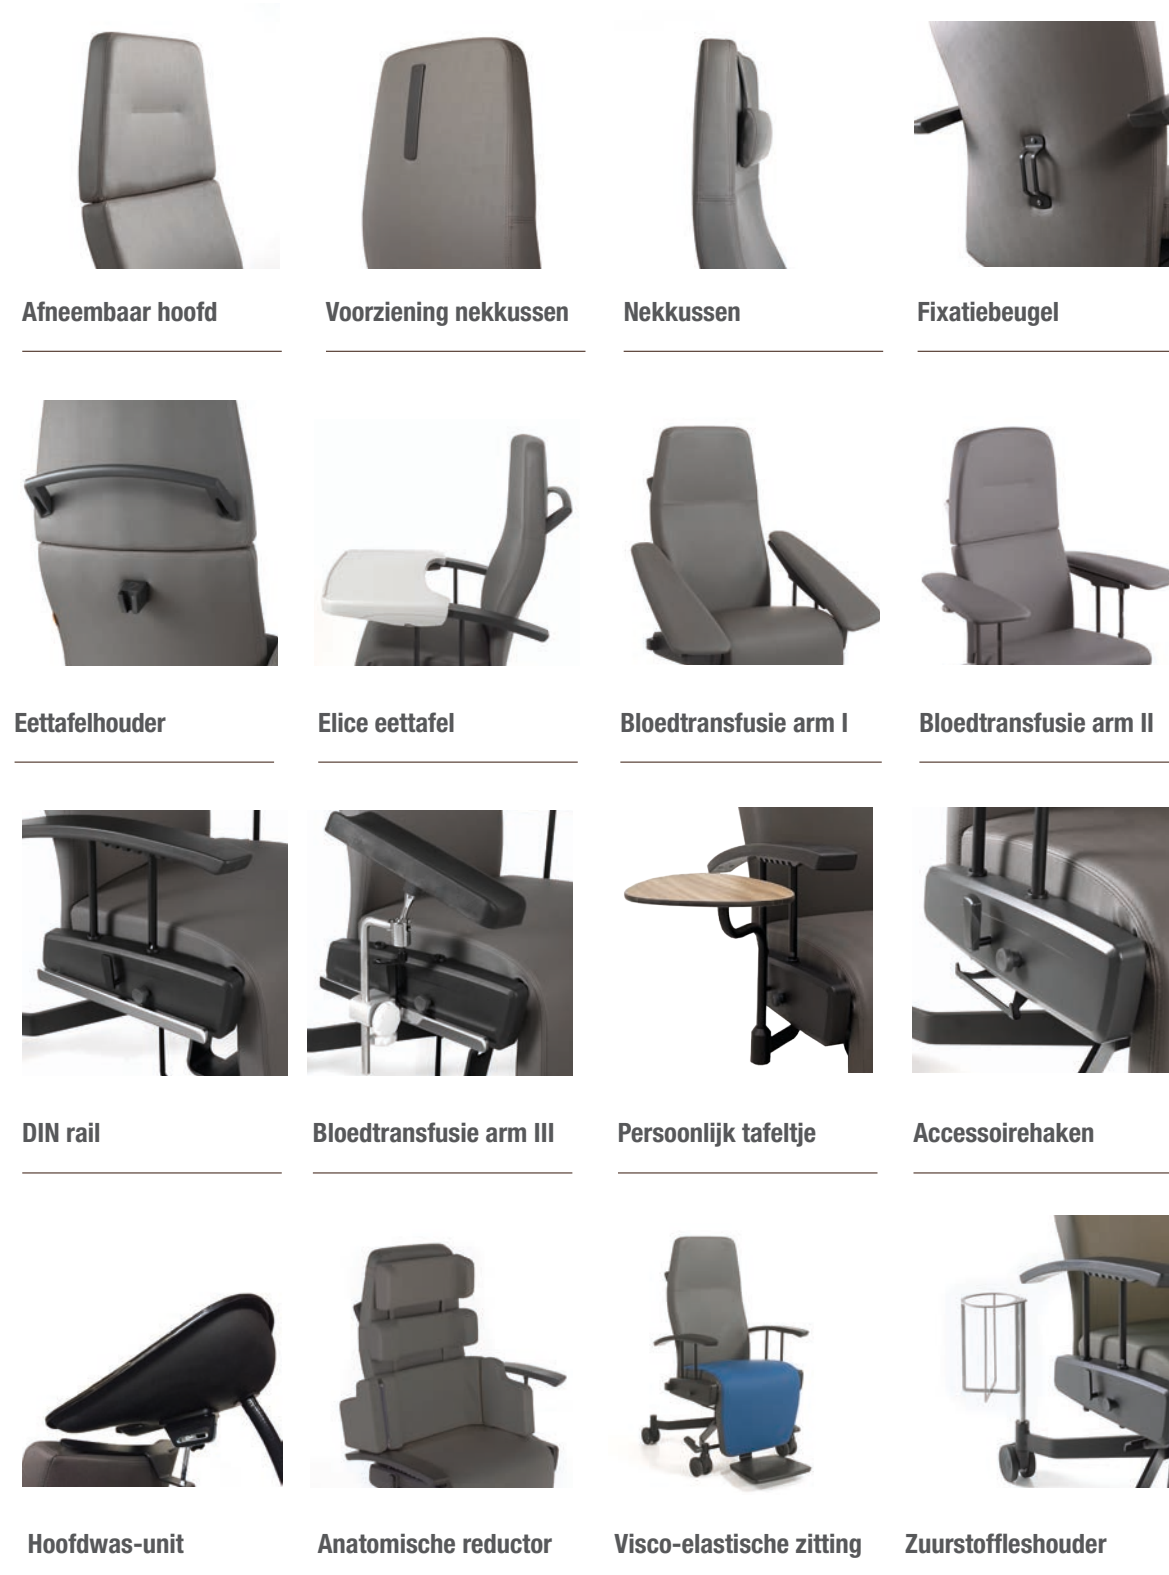 Afneembaar hoofd
Voorziening nekkussen
Nekkussen
Fixatiebeugel
Eettafelhouder
Elice eettafel
Bloedtransfusie arm I
Bloedtransfusie arm II
DIN rail
Bloedtransfusie arm III
Persoonlijk tafeltje
Accessoirehaken
Hoofdwas-unit
Anatomische reductor
Visco-elastische zitting
Zuurstoffleshouder